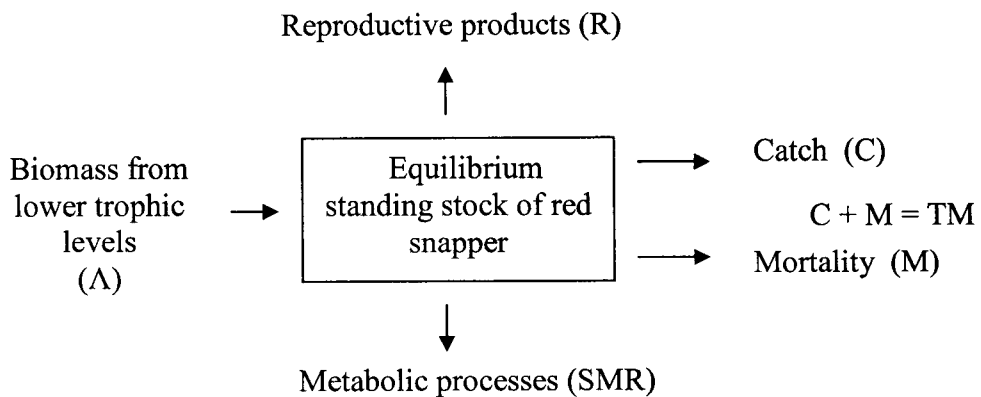 Reproductive products (R)
Biomass from
lower trophic
levels
(Λ)
Equilibrium
standing stock of red
snapper
Catch (C)
C + M = TM
Mortality (M)
Metabolic processes (SMR)